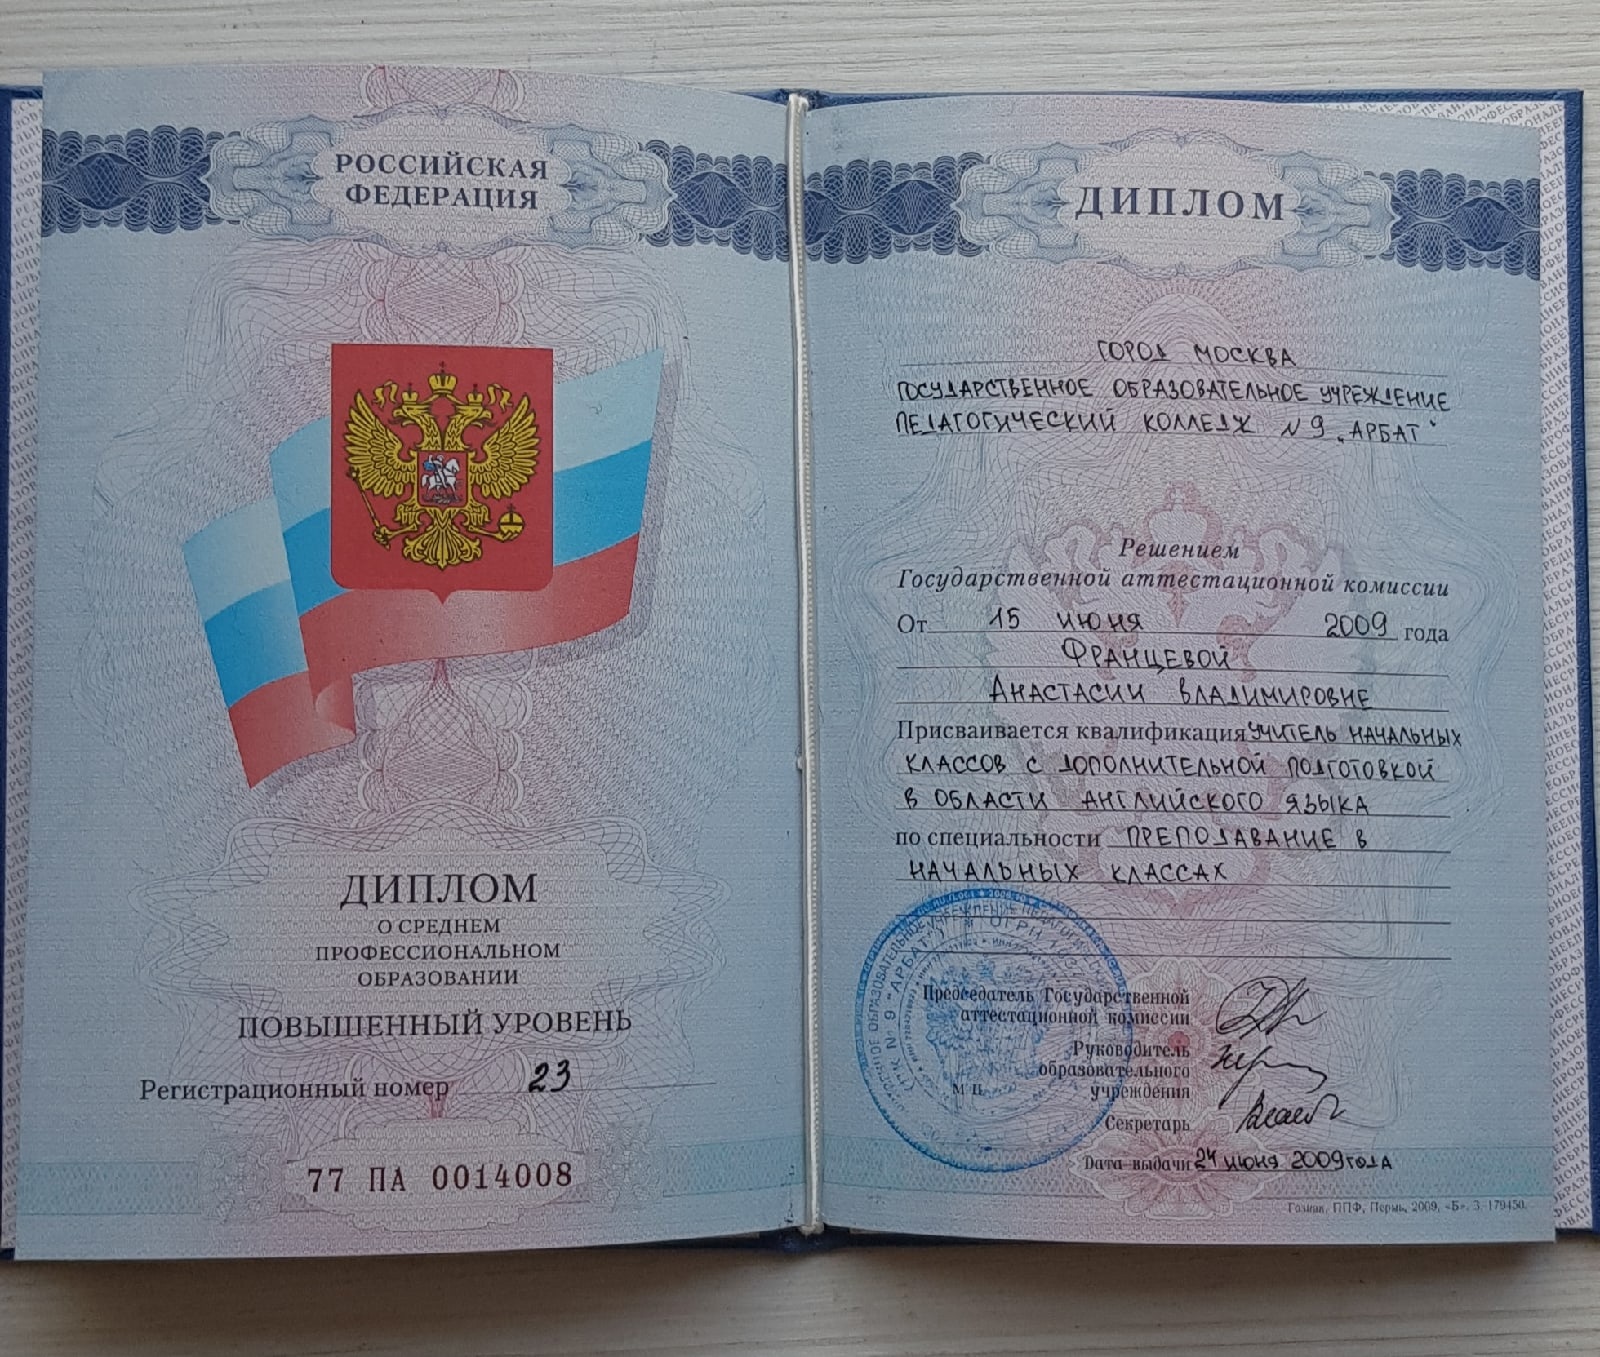 РОССИЙСКАЯ
ФЕДЕРАЦИЯ
ДИПЛОМ
О СРЕДНЕМ
ПРОФЕССИОНАЛЬНОМ
ОБРАЗОВАНИИ
ПОВЫШЕННЫЙ УРОВЕНЬ
Регистрационный номер 23
77 ПА 0014008
ДИПЛОМ
ГОРОД МОСКВА
ГОСУДАРСТВЕННОЕ ОБРАЗОВАТЕЛЬНОЕ УЧРЕЖДЕНИЕ
ПЕДАГОГИЧЕСКИЙ КОЛЛЕДЖ №9 „АРБАТ"
Решением
Государственной аттестационной комиссии
От 15 ИЮНЯ 2009 года
ФРАНЦЕВОЙ
АНАСТАСИИ ВЛАДИМИРОВНЕ
Присваивается квалификация УЧИТЕЛЬ НАЧАЛЬНЫХ
КЛАССОВ С ДОПОЛНИТЕЛЬНОЙ ПОДГОТОВКОЙ
В ОБЛАСТИ АНГЛИЙСКОГО ЯЗЫКА
по специальности ПРЕПОДАВАНИЕ В
НАЧАЛЬНЫХ КЛАССАХ
Председатель Государственной
аттестационной комиссии
Руководитель
образовательного
М П учреждения
Секретарь
Дата выдачи 24 ИЮНЯ 2009 ГОДА
Гознак, ППФ, Пермь, 2009, «Б». З. 179450.